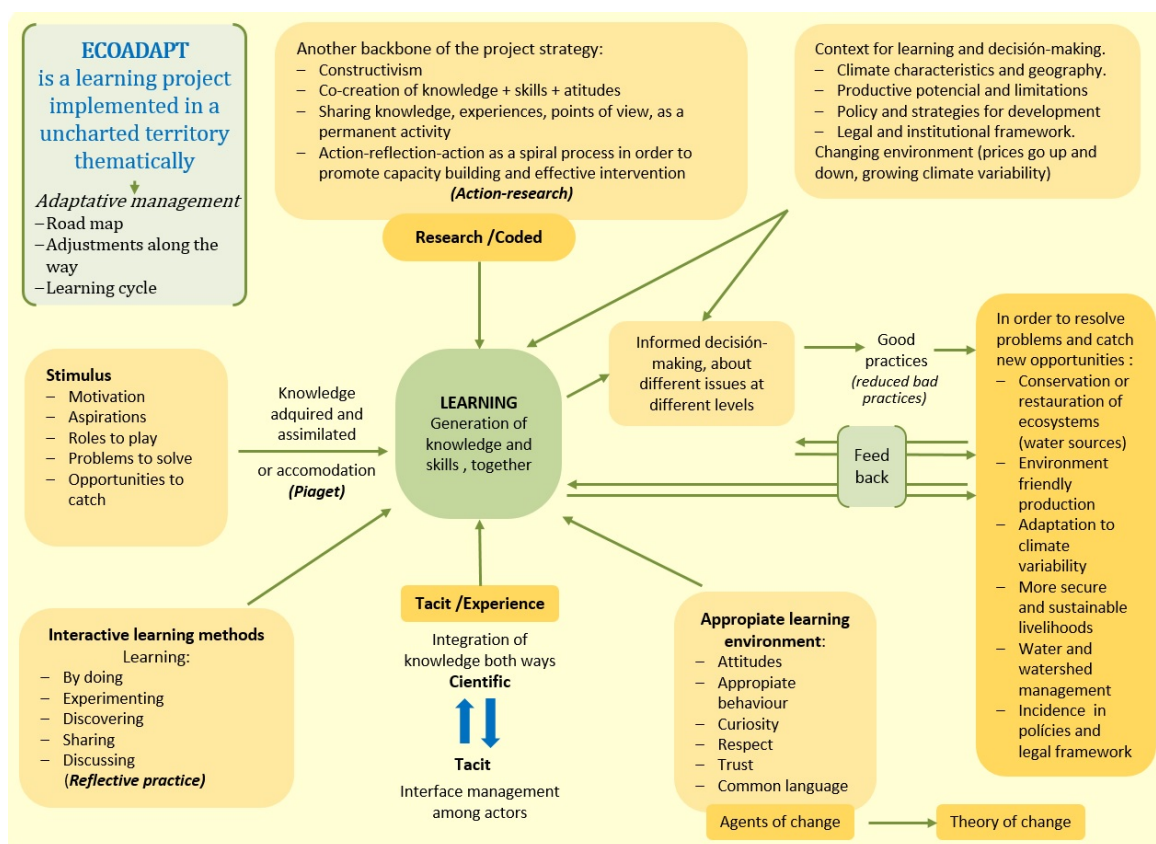 ECOADAPT
is a learning project
implemented in a
uncharted territory
thematically
Adaptative management
–Road map
–Adjustments along the
way
–Learning cycle
Another backbone of the project strategy:
– Constructivism
– Co-creation of knowledge + skills + atitudes
– Sharing knowledge, experiences, points of view, as a
permanent activity
– Action-reflection-action as a spiral process in order to
promote capacity building and effective intervention
(Action-research)
Research /Coded
Context for learning and decisión-making.
– Climate characteristics and geography.
– Productive potencial and limitations
– Policy and strategies for development
– Legal and institutional framework.
Changing environment (prices go up and
down, growing climate variability)
Stimulus
– Motivation
– Aspirations
– Roles to play
– Problems to solve
– Opportunities to
catch
Knowledge
adquired and
assimilated
or accomodation
(Piaget)
LEARNING
Generation of
knowledge and
skills , together
Informed decisión-
making, about
different issues at
different levels
Good
practices
(reduced bad
practices)
Feed
back
In order to resolve
problems and catch
new opportunities :
– Conservation or
restauration of
ecosystems
(water sources)
– Environment
friendly
production
– Adaptation to
climate
variability
– More secure
and sustainable
livelihoods
– Water and
watershed
management
– Incidence in
polícies and
legal framework
Interactive learning methods
Learning:
– By doing
– Experimenting
– Discovering
– Sharing
– Discussing
(Reflective practice)
Tacit /Experience
Integration of
knowledge both ways
Cientific
Tacit
Interface management
among actors
Appropiate learning
environment:
– Attitudes
– Appropiate
behaviour
– Curiosity
– Respect
– Trust
– Common language
Agents of change
Theory of change